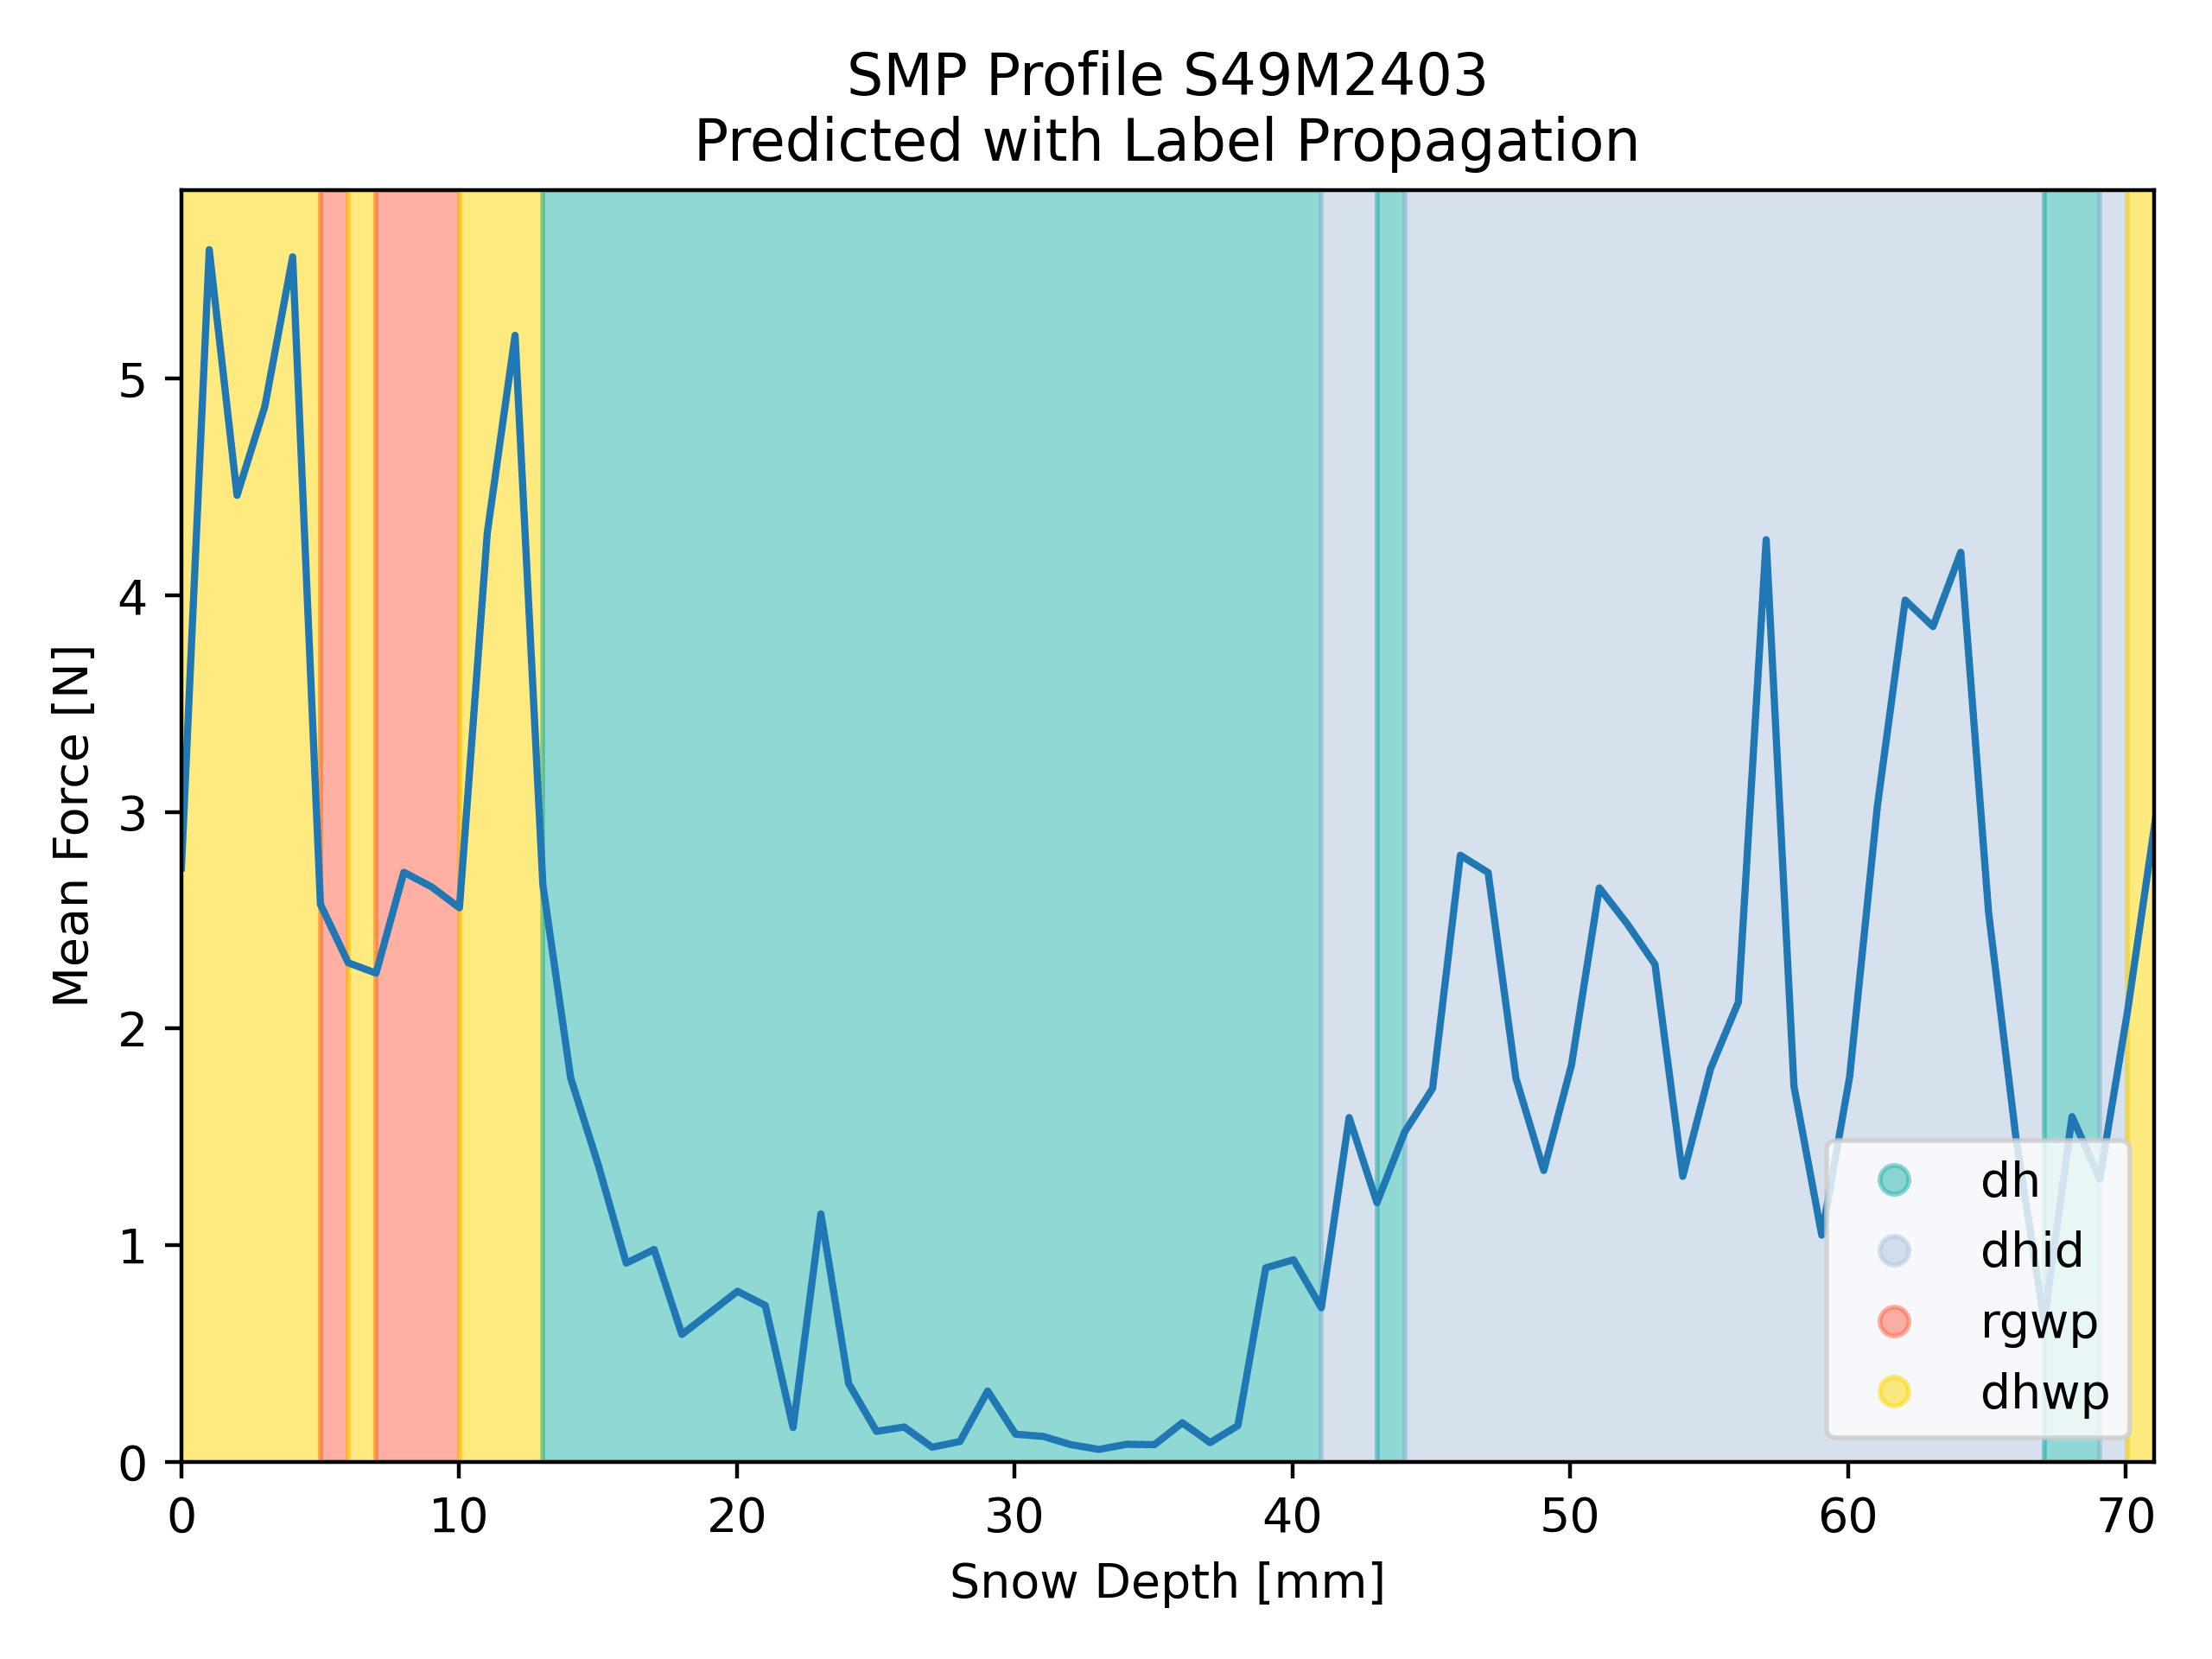 SMP Profile S49M2403
Predicted with Label Propagation
Mean Force [N]
5
4
3
2
1
0
0 10 20 30 40 50 60 70
Snow Depth [mm]
dh
dhid
rgwp
dhwp